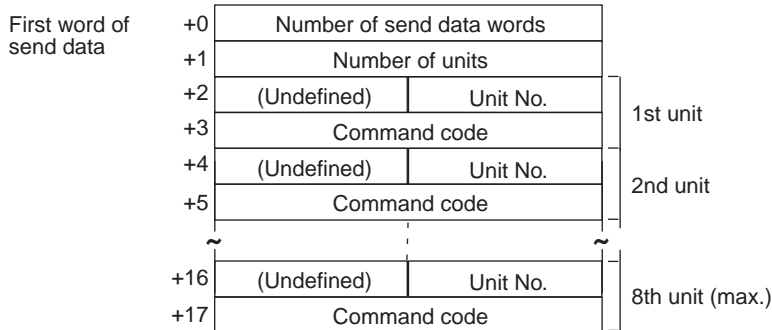 First word of
send data
+0 Number of send data words
+1 Number of units
+2 (Undefined) Unit No.
1st unit
+3 Command code
+4 (Undefined) Unit No.
2nd unit
+5 Command code
~ ~
+16 (Undefined) Unit No.
8th unit (max.)
+17 Command code